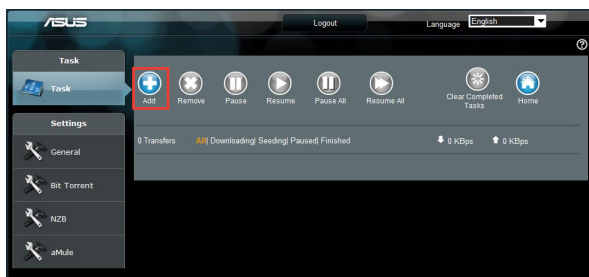 ASUS
Logout
Language English
?
Task
Task
Settings
General
Bit Torrent
NZB
aMule
Add
Remove
Pause
Resume
Pause All
Resume All
Clear Completed
Tasks
Home
0 Transfers All| Downloading| Seeding| Paused| Finished 0 KBps 0 KBps